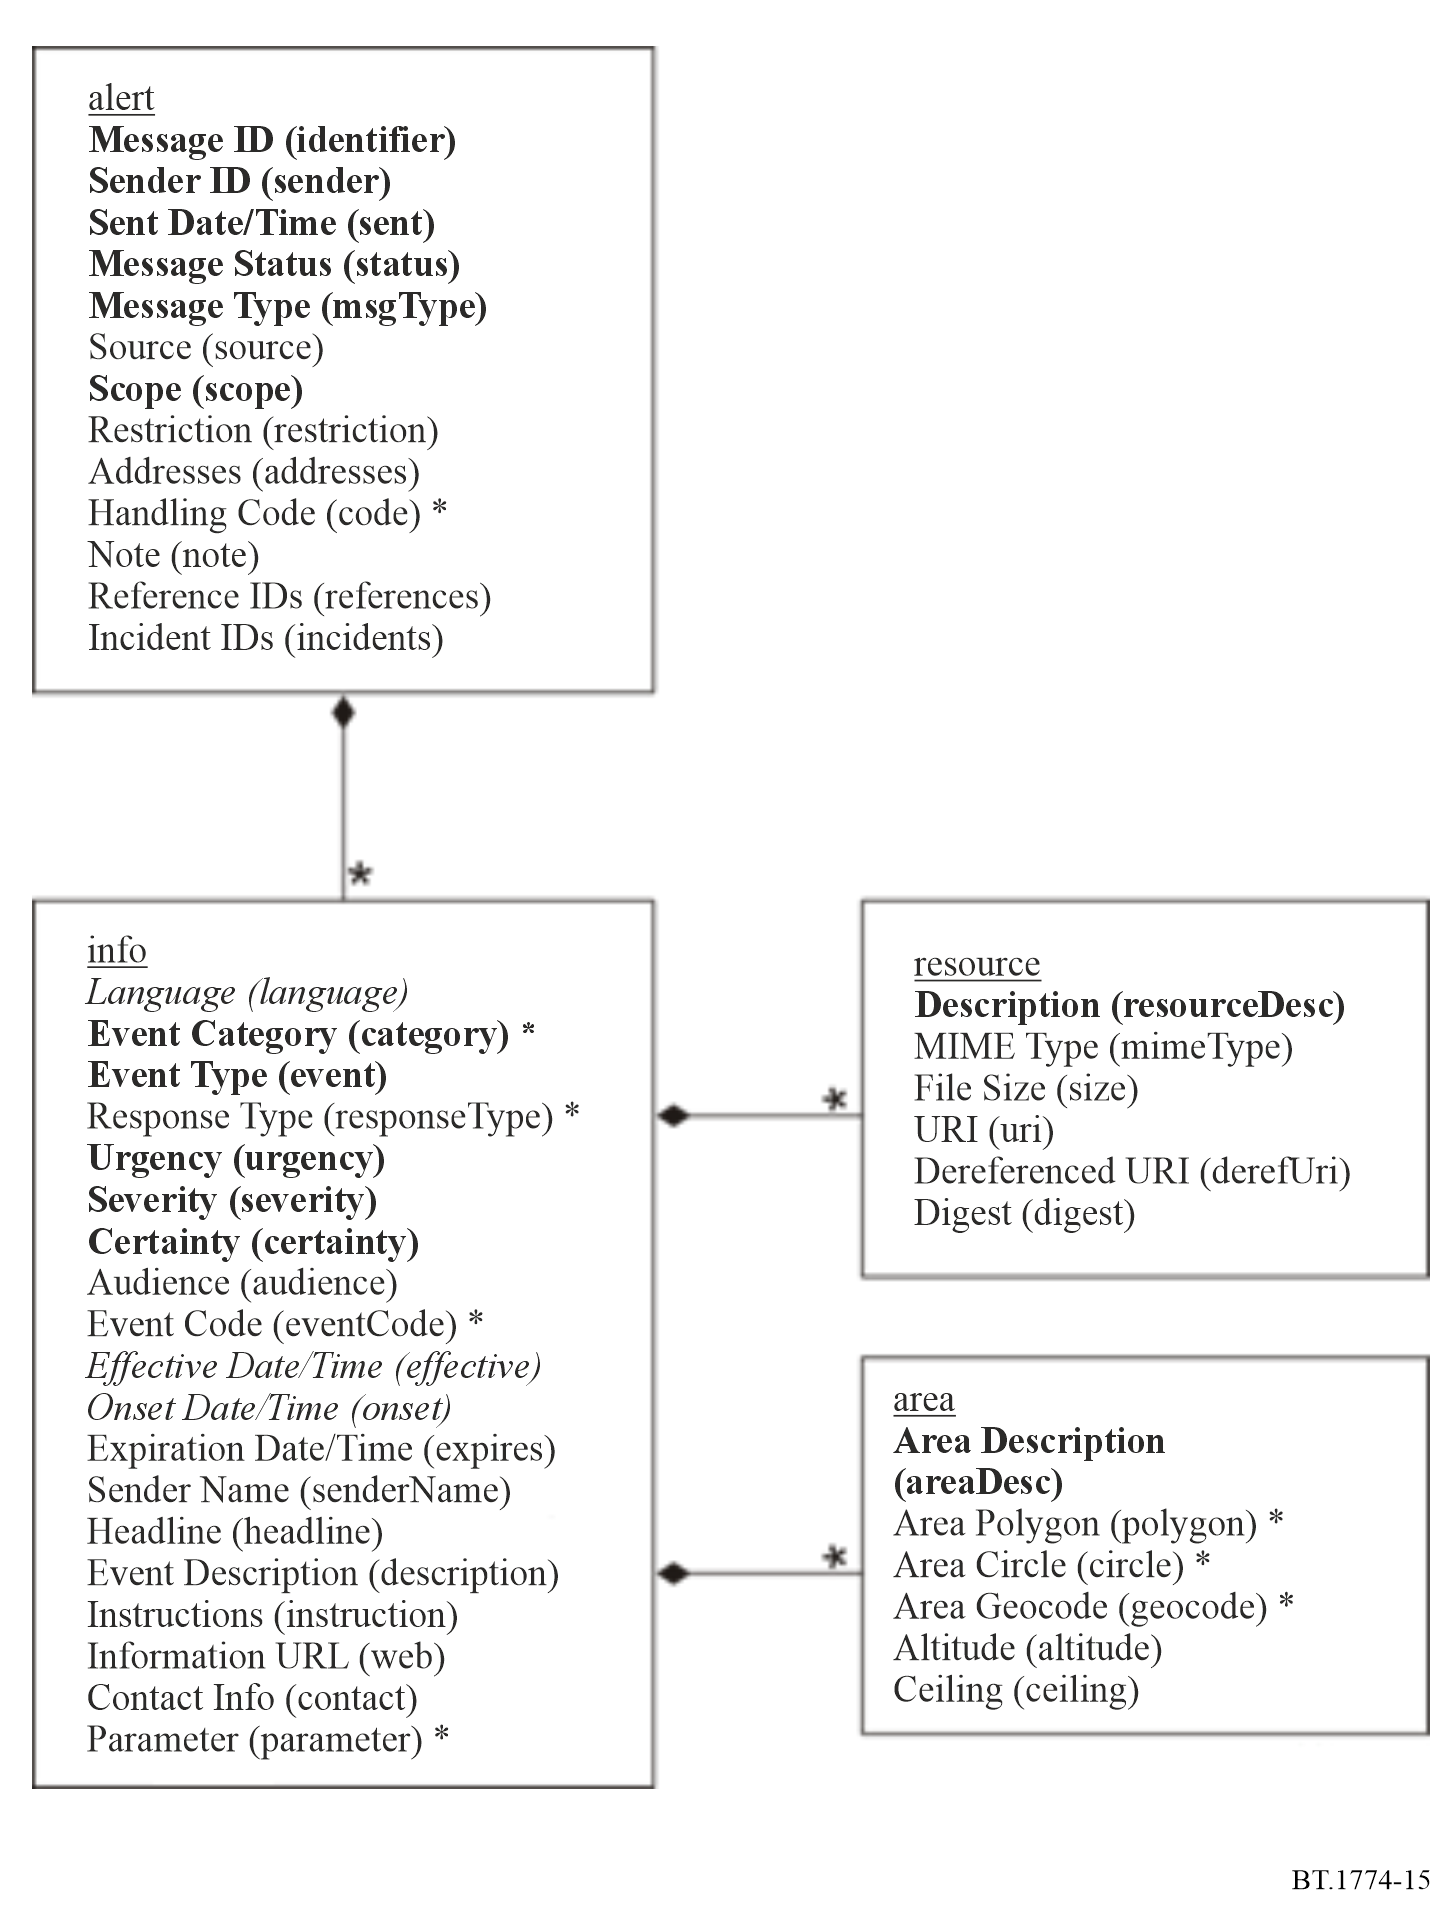 alert
Message ID (identifier)
Sender ID (sender)
Sent Date/Time (sent)
Message Status (status)
Message Type (msgType)
Source (source)
Scope (scope)
Restriction (restriction)
Addresses (addresses)
Handling Code (code) *
Note (note)
Reference IDs (references)
Incident IDs (incidents)
*
info
Language (language)
Event Category (category) *
Event Type (event)
Response Type (responseType) *
Urgency (urgency)
Severity (severity)
Certainty (certainty)
Audience (audience)
Event Code (eventCode) *
Effective Date/Time (effective)
Onset Date/Time (onset)
Expiration Date/Time (expires)
Sender Name (senderName)
Headline (headline)
Event Description (description)
Instructions (instruction)
Information URL (web)
Contact Info (contact)
Parameter (parameter) *
*
resource
Description (resourceDesc)
MIME Type (mimeType)
File Size (size)
URI (uri)
Dereferenced URI (derefUri)
Digest (digest)
*
area
Area Description
(areaDesc)
Area Polygon (polygon) *
Area Circle (circle) *
Area Geocode (geocode) *
Altitude (altitude)
Ceiling (ceiling)
BT.1774-15